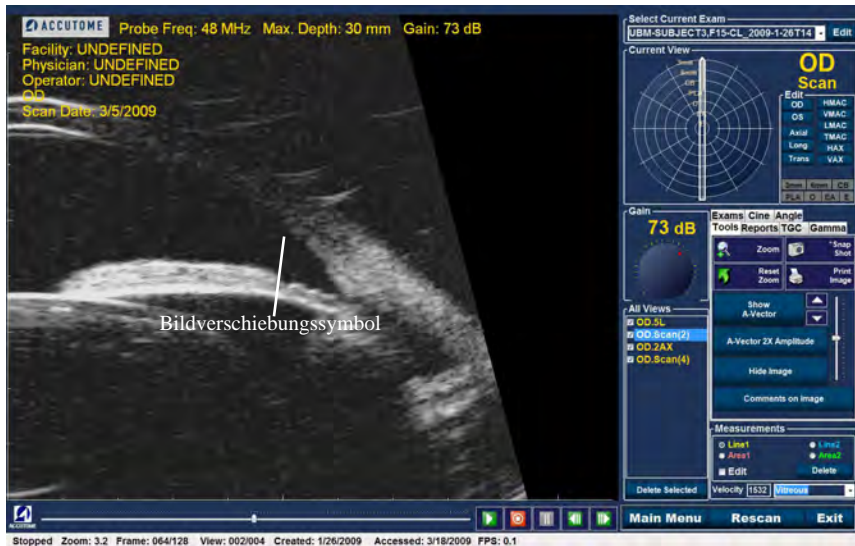 ACCUTOME Probe Freq: 48 MHz Max. Depth: 30 mm Gain: 73 dB
Facility: UNDEFINED
Physician: UNDEFINED
Operator: UNDEFINED
OD
Scan Date: 3/5/2009
Bildverschiebungssymbol
Select Current Exam
UBM-SUBJECT3,F15-CL_2009-1-26T14 Edit
Current View
OD
Scan
Edit
OD HMAC
OS VMAC
LMAC
Axial TMAC
Long HAX
Trans VAX
3mm 6mm CB
PLA O EA E
Gain
73 dB
Exams Cine Angle
Tools Reports TGC Gamma
Zoom *Snap Shot
Reset Zoom Print Image
Show A-Vector
A-Vector 2X Amplitude
Hide Image
Comments on Image
All Views
OD.5L
OD.Scan(2)
OD.2AX
OD.Scan(4)
Delete Selected
Measurements
Line1 Line2
Area1 Area2
Edit Delete
Velocity 1532 Vitreous
Main Menu Rescan Exit
ACCUTOME
Stopped Zoom: 3.2 Frame: 064/128 View: 002/004 Created: 1/26/2009 Accessed: 3/18/2009 FPS: 0.1